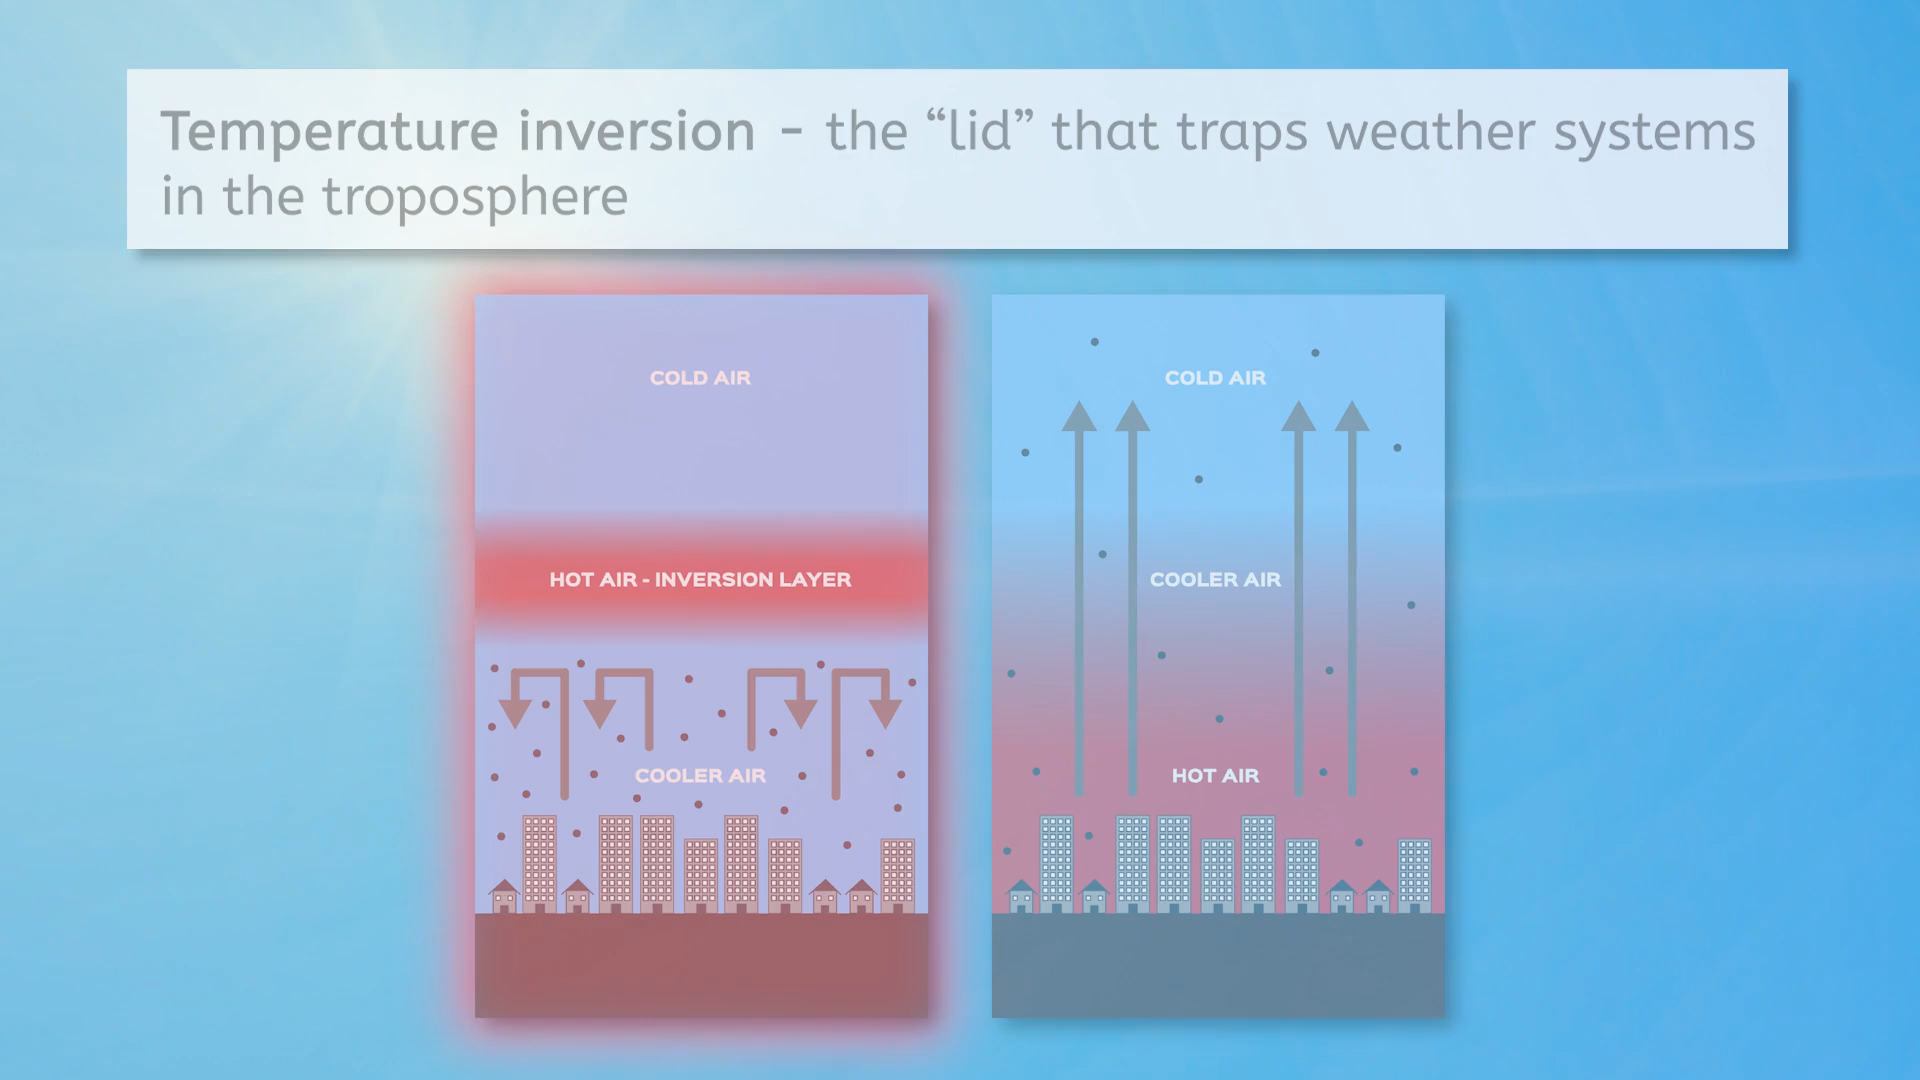 Temperature inversion - the “lid” that traps weather systems
in the troposphere
COLD AIR
HOT AIR - INVERSION LAYER
COOLER AIR
COLD AIR
COOLER AIR
HOT AIR